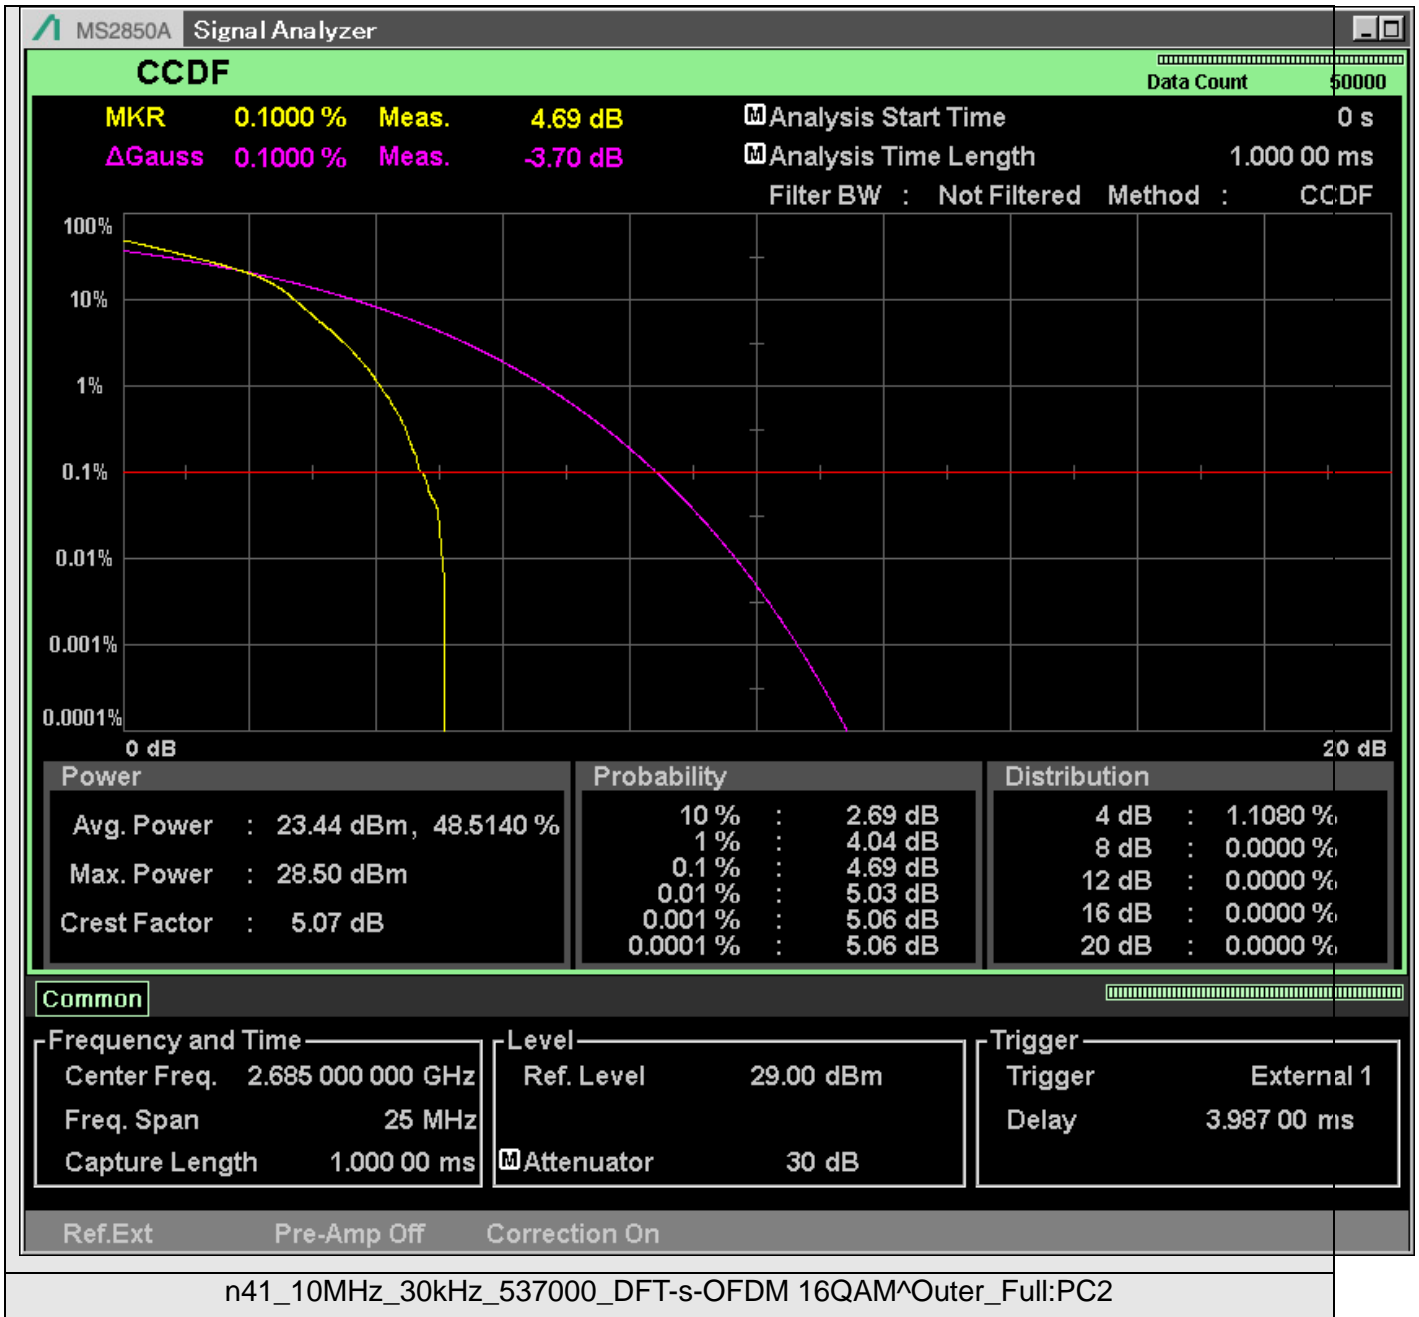 MS2850A Signal Analyzer
CCDF
Data Count 50000
MKR 0.1000 % Meas. 4.69 dB
ΔGauss 0.1000 % Meas. -3.70 dB
M Analysis Start Time 0 s
M Analysis Time Length 1.000 00 ms
Filter BW : Not Filtered Method : CCDF
100%
10%
1%
0.1%
0.01%
0.001%
0.0001%
0 dB 20 dB
Power
Avg. Power : 23.44 dBm, 48.5140 %
Max. Power : 28.50 dBm
Crest Factor : 5.07 dB
Probability
10 % : 2.69 dB
1 % : 4.04 dB
0.1 % : 4.69 dB
0.01 % : 5.03 dB
0.001 % : 5.06 dB
0.0001 % : 5.06 dB
Distribution
4 dB : 1.1080 %
8 dB : 0.0000 %
12 dB : 0.0000 %
16 dB : 0.0000 %
20 dB : 0.0000 %
Common
Frequency and Time
Center Freq. 2.685 000 000 GHz
Freq. Span 25 MHz
Capture Length 1.000 00 ms
Level
Ref. Level 29.00 dBm
M Attenuator 30 dB
Trigger
Trigger External 1
Delay 3.987 00 ms
Ref.Ext Pre-Amp Off Correction On
n41_10MHz_30kHz_537000_DFT-s-OFDM 16QAM^Outer_Full:PC2